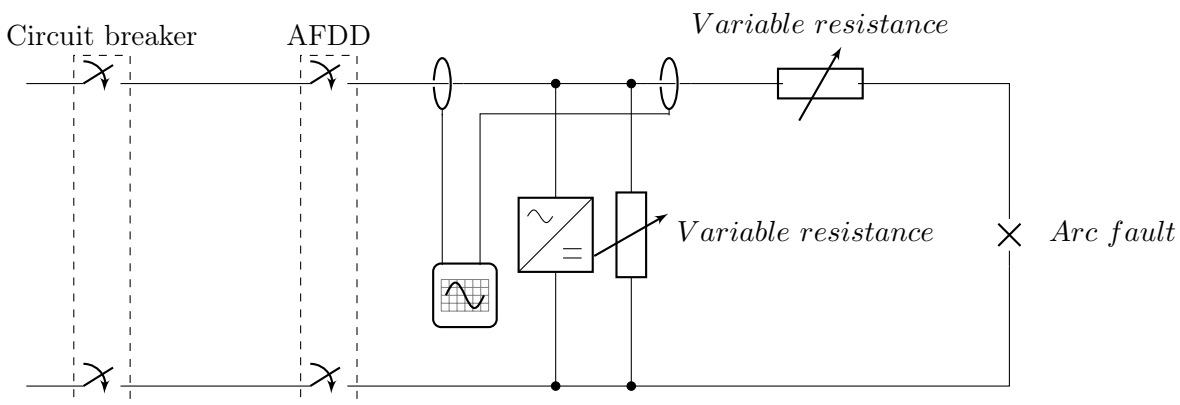 Variable resistance
Circuit breaker
AFDD
Variable resistance
Arc fault